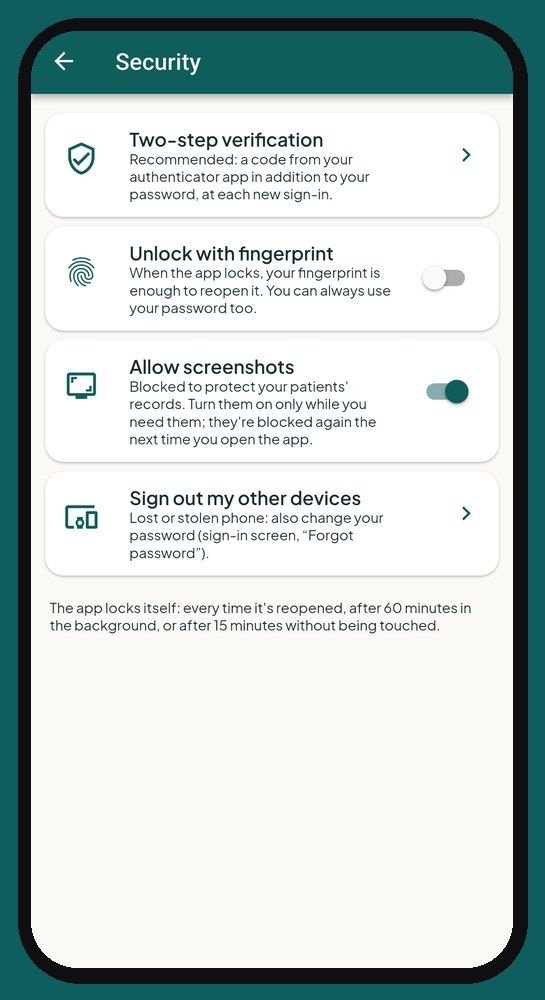 Security
Two-step verification
Recommended: a code from your
authenticator app in addition to your
password, at each new sign-in.
Unlock with fingerprint
When the app locks, your fingerprint is
enough to reopen it. You can always use
your password too.
Allow screenshots
Blocked to protect your patients'
records. Turn them on only while you
need them; they're blocked again the
next time you open the app.
Sign out my other devices
Lost or stolen phone: also change your
password (sign-in screen, “Forgot
password”).
The app locks itself: every time it's reopened, after 60 minutes in
the background, or after 15 minutes without being touched.